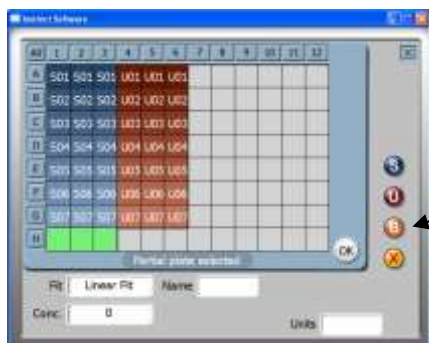 Instinct Software
All 1 2 3 4 5 6 7 8 9 10 11 12
A S01 S01 S01 U01 U01 U01
B S02 S02 S02 U02 U02 U02
C S03 S03 S03 U03 U03 U03
D S04 S04 S04 U04 U04 U04
E S05 S05 S05 U05 U05 U05
F S06 S06 S06 U06 U06 U06
G S07 S07 S07 U07 U07 U07
H
Partial plate selected
OK
S
U
B
X
Fit Linear Fit Name
Conc. 0
Units